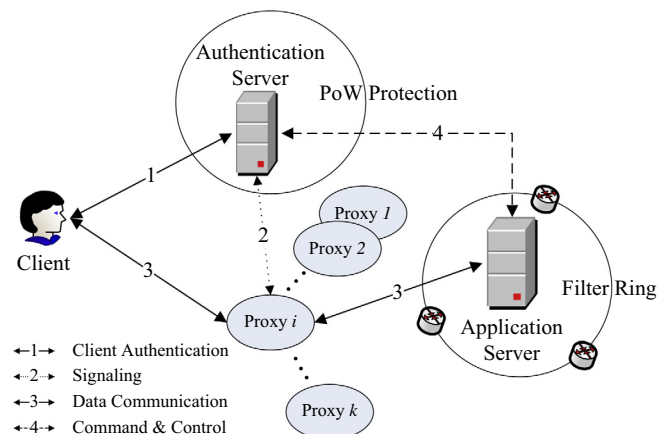 Authentication
Server
PoW Protection
4
1
Proxy 1
2
Proxy 2
Client
3
3
Filter Ring
Proxy i
Application
Server
1 Client Authentication
2 Signaling
3 Data Communication
4 Command & Control
Proxy k